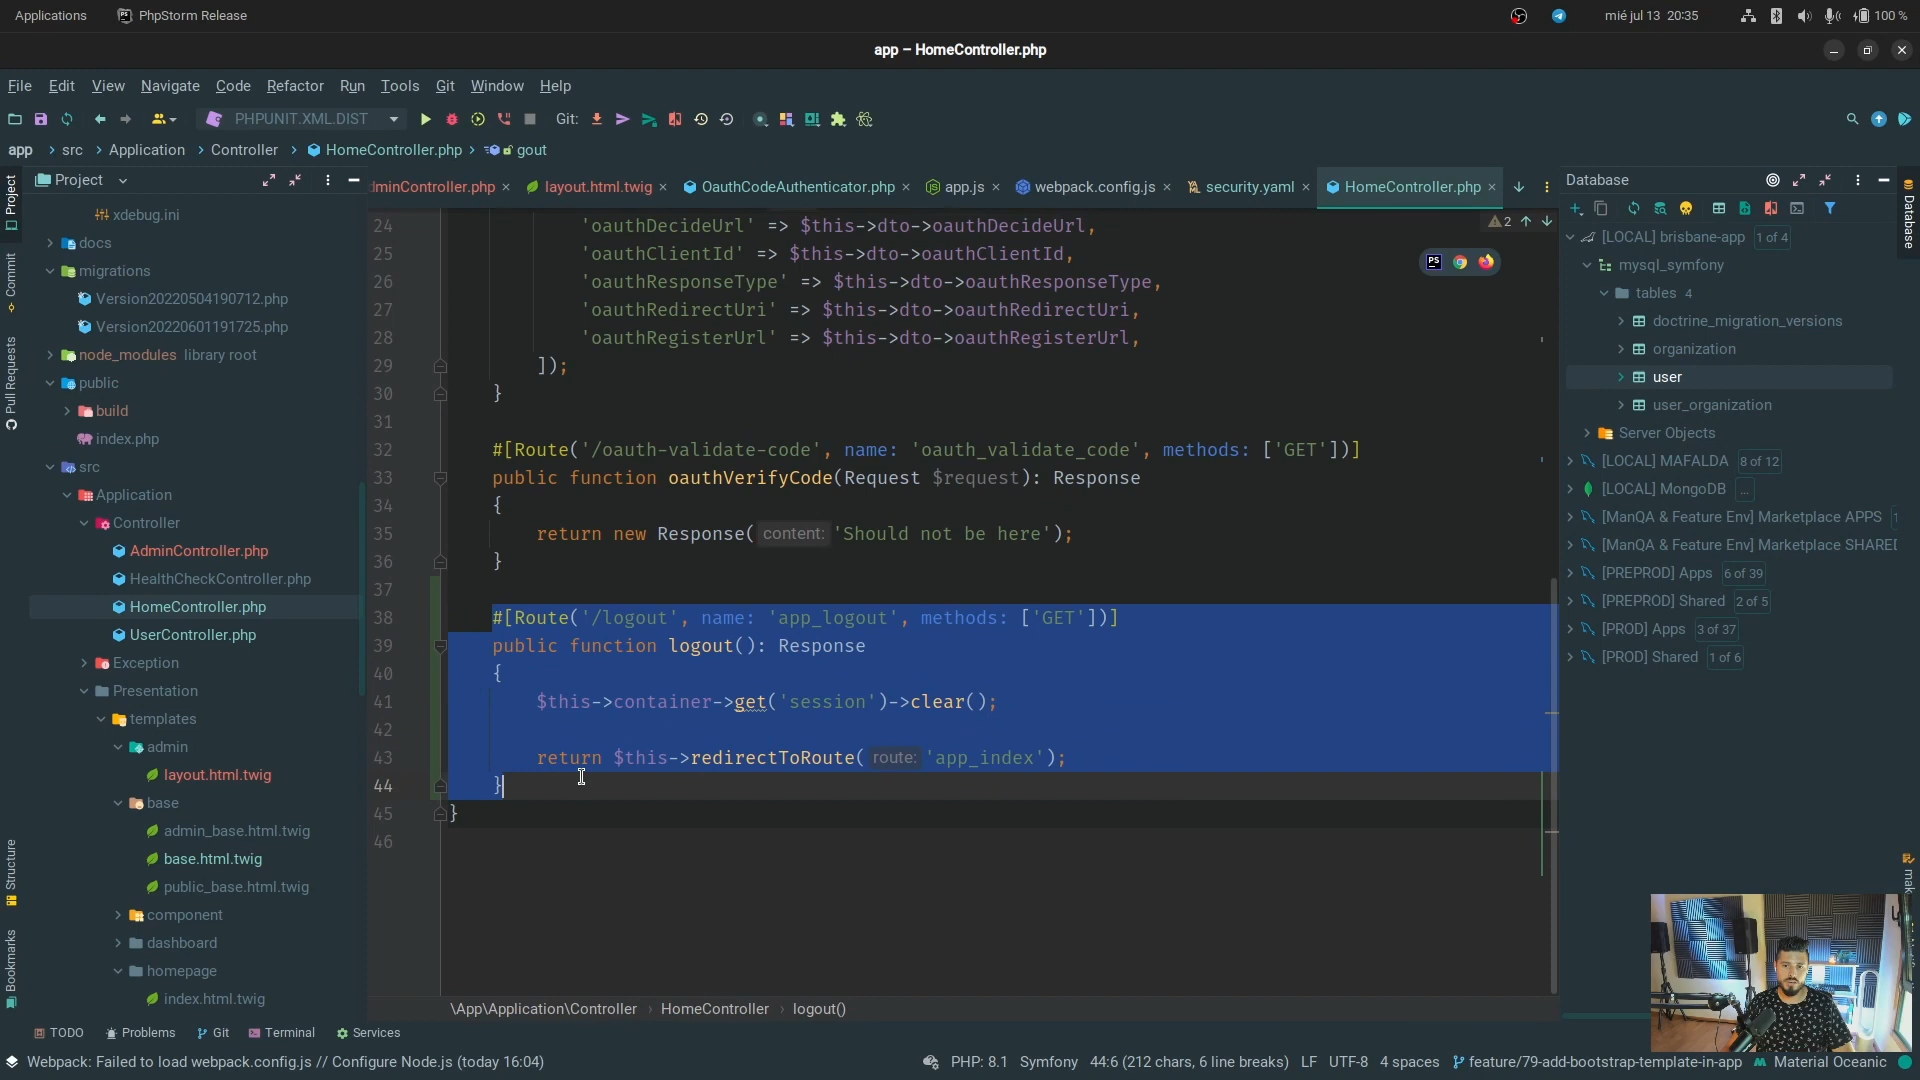 Applications PhpStorm Release mié jul 13 20:35 100 %
app – HomeController.php
File Edit View Navigate Code Refactor Run Tools Git Window Help
PHPUNIT.XML.DIST Git:
app src Application Controller HomeController.php gout
Project
dminController.php layout.html.twig OauthCodeAuthenticator.php app.js webpack.config.js security.yaml HomeController.php
Database
Project
Commit
Pull Requests
Structure
Bookmarks
xdebug.ini
docs
migrations
Version20220504190712.php
Version20220601191725.php
node_modules library root
public
build
index.php
src
Application
Controller
AdminController.php
HealthCheckController.php
HomeController.php
UserController.php
Exception
Presentation
templates
admin
layout.html.twig
base
admin_base.html.twig
base.html.twig
public_base.html.twig
component
dashboard
homepage
index.html.twig
2
24 'oauthDecideUrl' => $this->dto->oauthDecideUrl,
25 'oauthClientId' => $this->dto->oauthClientId,
26 'oauthResponseType' => $this->dto->oauthResponseType,
27 'oauthRedirectUri' => $this->dto->oauthRedirectUri,
28 'oauthRegisterUrl' => $this->dto->oauthRegisterUrl,
29 ]);
30 }
31
32 #[Route('/oauth-validate-code', name: 'oauth_validate_code', methods: ['GET'])]
33 public function oauthVerifyCode(Request $request): Response
34 {
35 return new Response( content: 'Should not be here');
36 }
37
38 #[Route('/logout', name: 'app_logout', methods: ['GET'])]
39 public function logout(): Response
40 {
41 $this->container->get('session')->clear();
42
43 return $this->redirectToRoute( route: 'app_index');
44 }
45 }
46
\App\Application\Controller HomeController logout()
[LOCAL] brisbane-app 1 of 4
mysql_symfony
tables 4
doctrine_migration_versions
organization
user
user_organization
Server Objects
[LOCAL] MAFALDA 8 of 12
[LOCAL] MongoDB ...
[ManQA & Feature Env] Marketplace APPS 1
[ManQA & Feature Env] Marketplace SHARE
[PREPROD] Apps 6 of 39
[PREPROD] Shared 2 of 5
[PROD] Apps 3 of 37
[PROD] Shared 1 of 6
Database
mak
PS
TODO Problems Git Terminal Services
Webpack: Failed to load webpack.config.js // Configure Node.js (today 16:04) PHP: 8.1 Symfony 44:6 (212 chars, 6 line breaks) LF UTF-8 4 spaces feature/79-add-bootstrap-template-in-app Material Oceanic